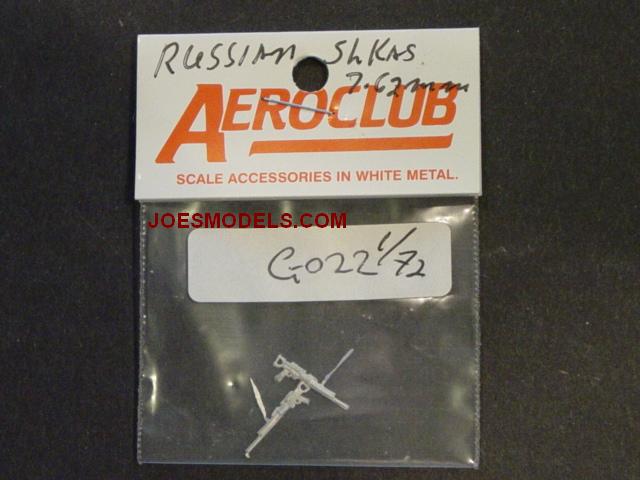 RUSSIAN ShKAS
7.62mm
AEROCLUB
SCALE ACCESSORIES IN WHITE METAL.
JOESMODELS.COM
G022 1/72